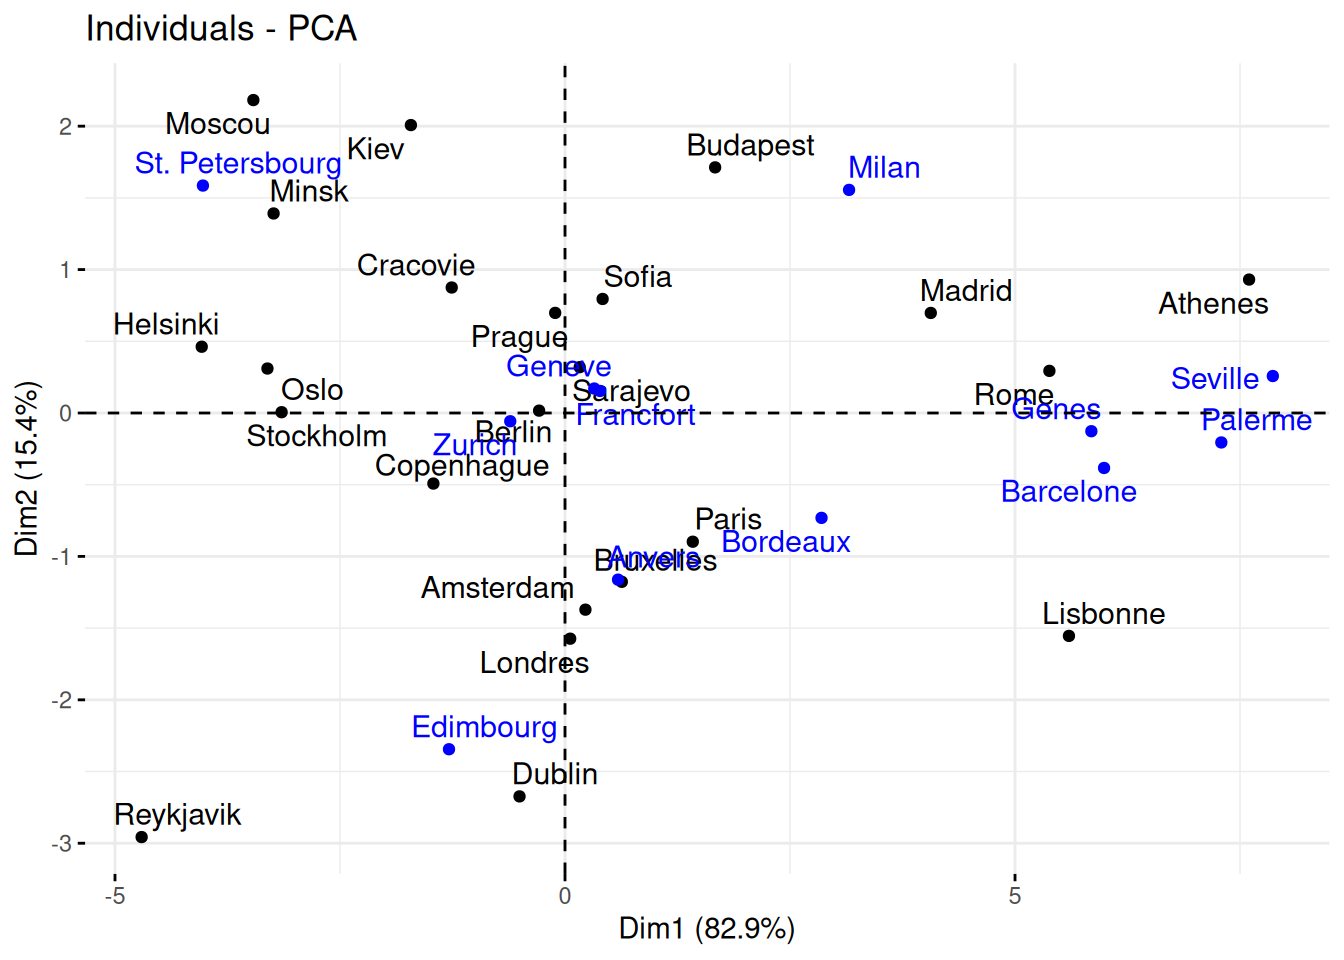 Individuals - PCA
Moscou
Kiev
Budapest
St. Petersbourg
Milan
Minsk
Cracovie
Sofia
Madrid
Athenes
Helsinki
Prague
Geneve
Seville
Oslo
Sarajevo
Rome
Genes
Francfort
Palerme
Stockholm
Berlin
Zurich
Copenhague
Barcelone
Paris
Bordeaux
Anvers
Bruxelles
Amsterdam
Lisbonne
Londres
Edimbourg
Dublin
Reykjavik
2
1
0
-1
-2
-3
-5
0
5
Dim1 (82.9%)
Dim2 (15.4%)